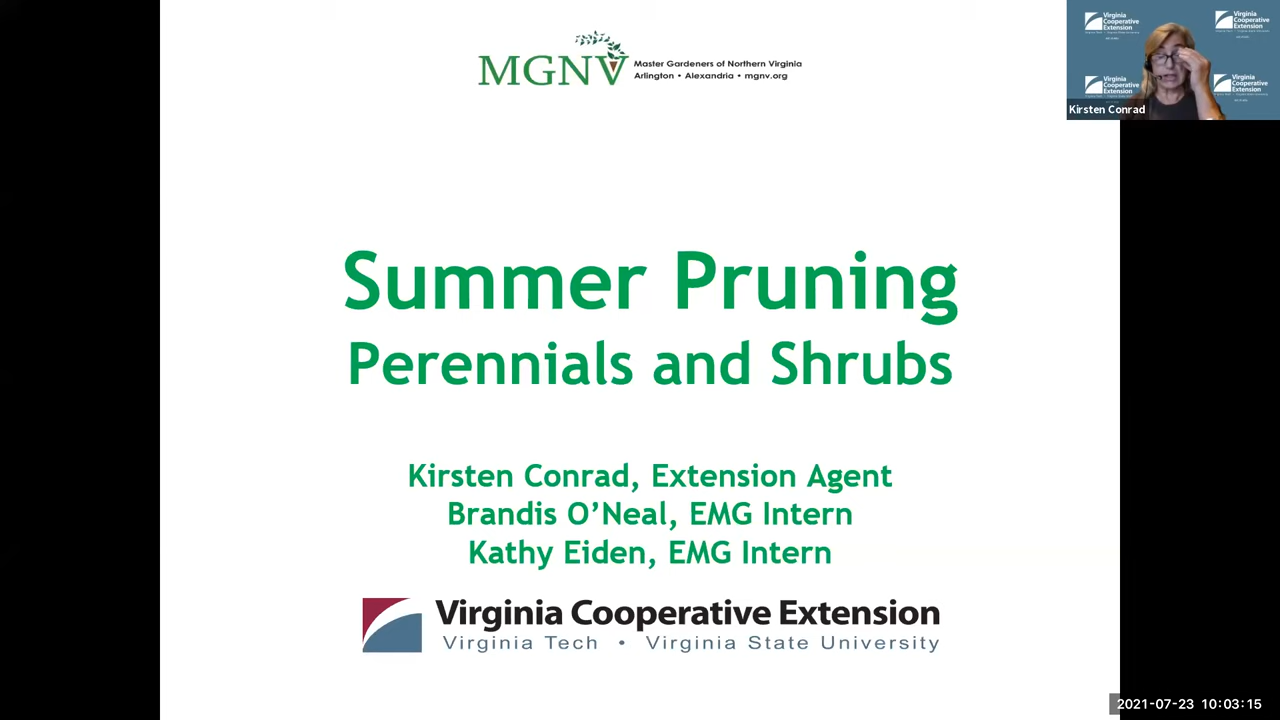 MGNV
Master Gardeners of Northern Virginia
Arlington • Alexandria • mgnv.org
Virginia
Cooperative
Extension
Virginia
Cooperative
Extension
Virginia
Cooperative
Extension
Virginia
Cooperative
Extension
Kirsten Conrad
Summer Pruning
Perennials and Shrubs
Kirsten Conrad, Extension Agent
Brandis O’Neal, EMG Intern
Kathy Eiden, EMG Intern
Virginia Cooperative Extension
Virginia Tech • Virginia State University
2021-07-23 10:03:15